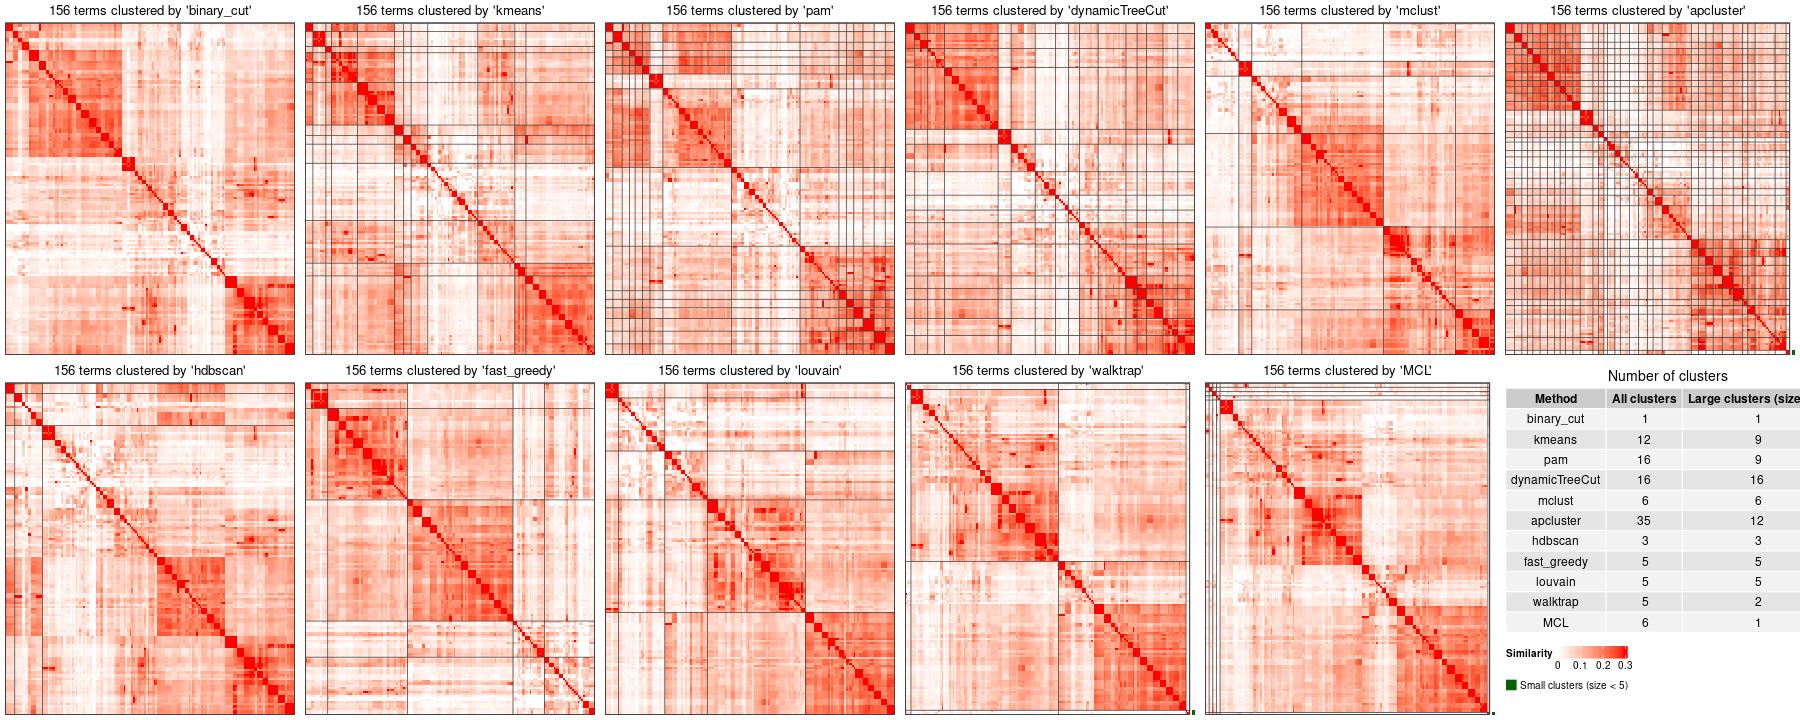 156 terms clustered by 'binary_cut'
156 terms clustered by 'kmeans'
156 terms clustered by 'pam'
156 terms clustered by 'dynamicTreeCut'
156 terms clustered by 'mclust'
156 terms clustered by 'apcluster'
156 terms clustered by 'hdbscan'
156 terms clustered by 'fast_greedy'
156 terms clustered by 'louvain'
156 terms clustered by 'walktrap'
156 terms clustered by 'MCL'
Number of clusters
Method All clusters Large clusters (size
binary_cut 1 1
kmeans 12 9
pam 16 9
dynamicTreeCut 16 16
mclust 6 6
apcluster 35 12
hdbscan 3 3
fast_greedy 5 5
louvain 5 5
walktrap 5 2
MCL 6 1
Similarity
0 0.1 0.2 0.3
Small clusters (size < 5)